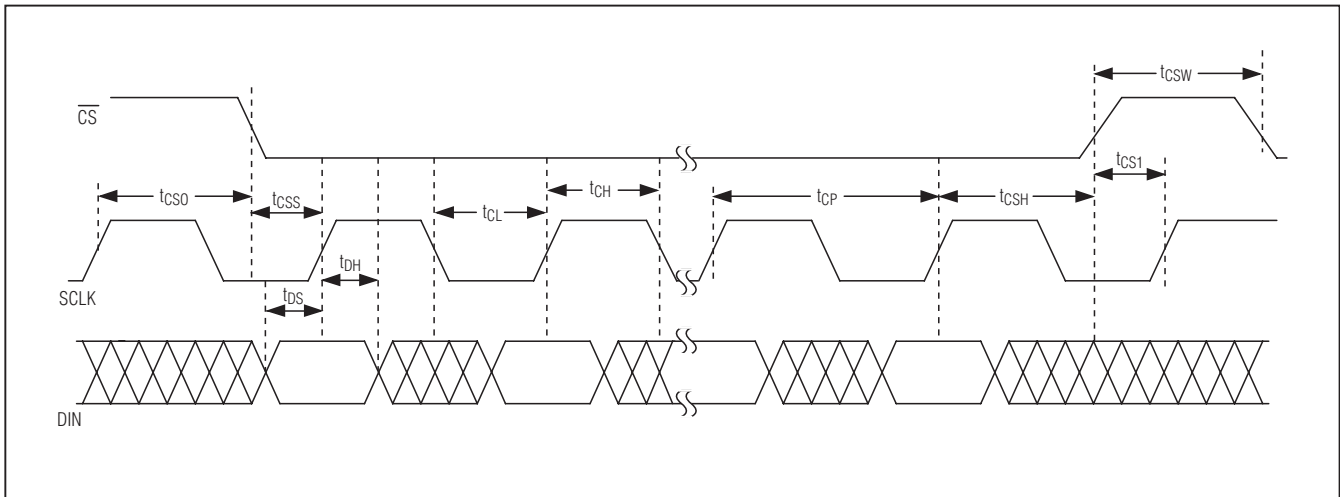 tCSW
CS
tCS1
tCSO
tCSS
tCL
tCH
tCP
tCSH
tDH
SCLK
tDS
DIN